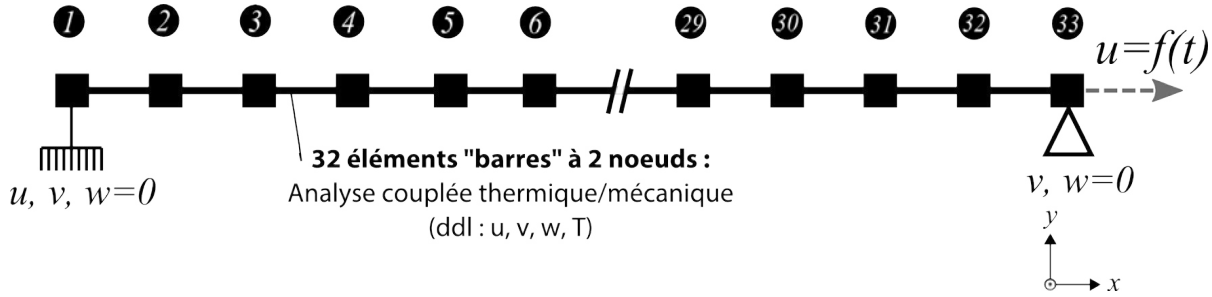 1 2 3 4 5 6 29 30 31 32 33
u=f(t)
32 éléments "barres" à 2 noeuds :
Analyse couplée thermique/mécanique
(ddl : u, v, w, T)
u, v, w=0
v, w=0
y
x